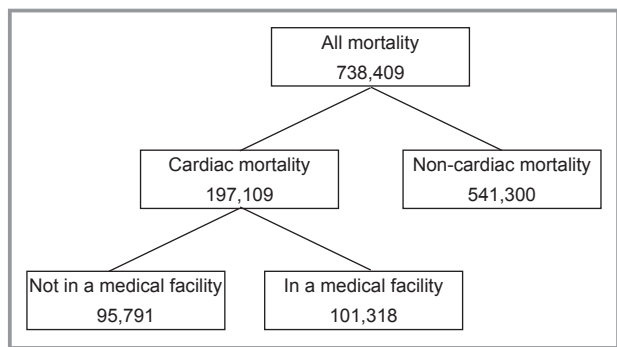 All mortality
738,409
Cardiac mortality
197,109
Non-cardiac mortality
541,300
Not in a medical facility
95,791
In a medical facility
101,318